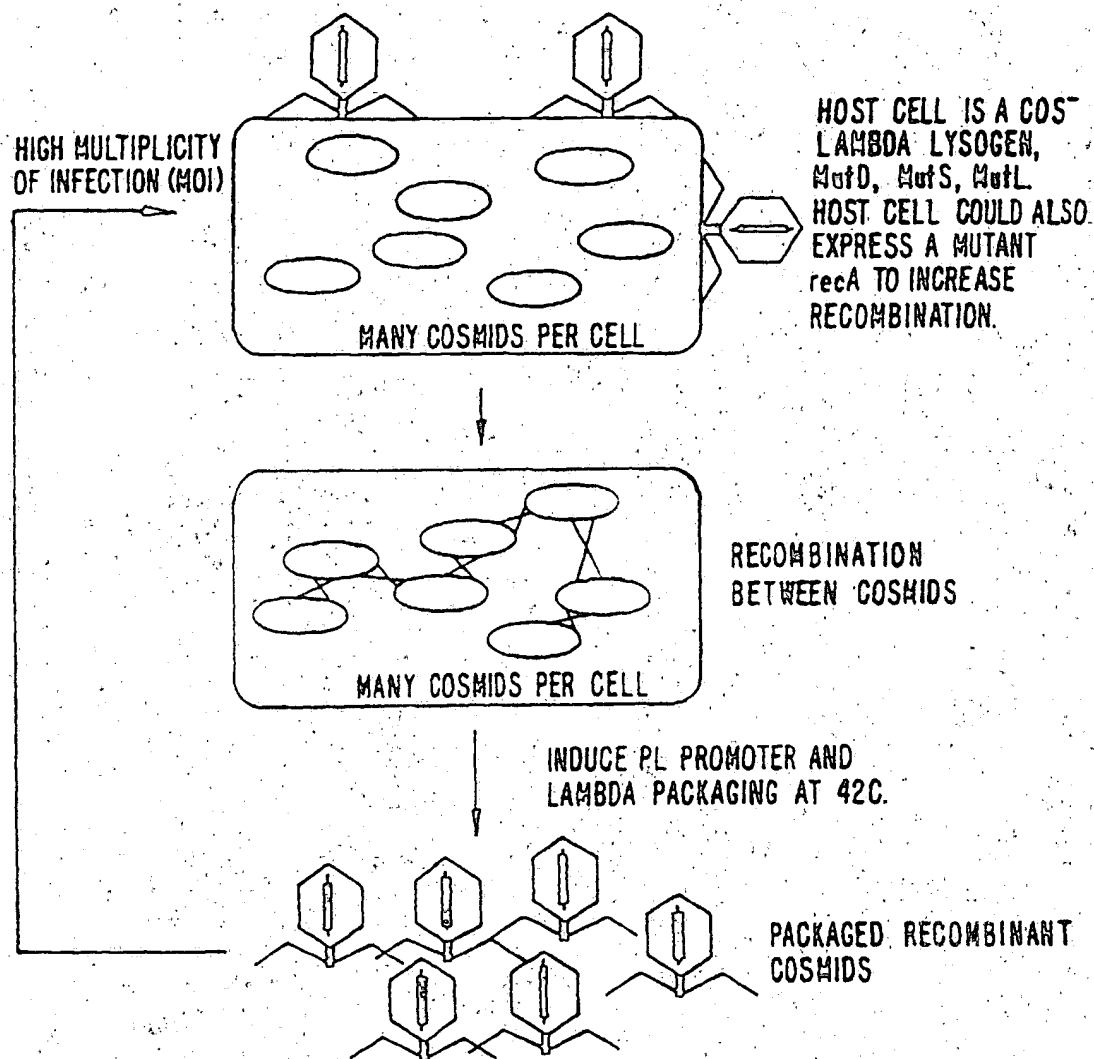 HIGH MULTIPLICITY
OF INFECTION (MOI)
HOST CELL IS A COS⁻
LAMBDA LYSOGEN,
MutD, MutS, MutL.
HOST CELL COULD ALSO
EXPRESS A MUTANT
recA TO INCREASE
RECOMBINATION.
MANY COSMIDS PER CELL
RECOMBINATION
BETWEEN COSMIDS
MANY COSMIDS PER CELL
INDUCE PL PROMOTER AND
LAMBDA PACKAGING AT 42C.
PACKAGED RECOMBINANT
COSMIDS